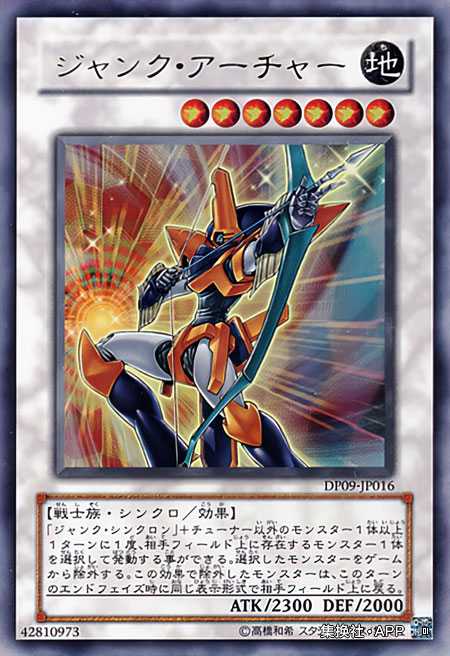 ジャンク・アーチャー 地
DP09-JP016
【戦士族・シンクロ/効果】
「ジャンク・シンクロン」+チューナー以外のモンスター1体以上
1ターンに1度、相手フィールド上に存在するモンスター1体
を選択して発動する事ができる。選択したモンスターをゲーム
から除外する。この効果で除外したモンスターは、このターン
のエンドフェイズ時に同じ表示形式で相手フィールド上に戻る。
ATK/2300 DEF/2000
42810973 ©高橋和希 スタジオ
集換社·APP